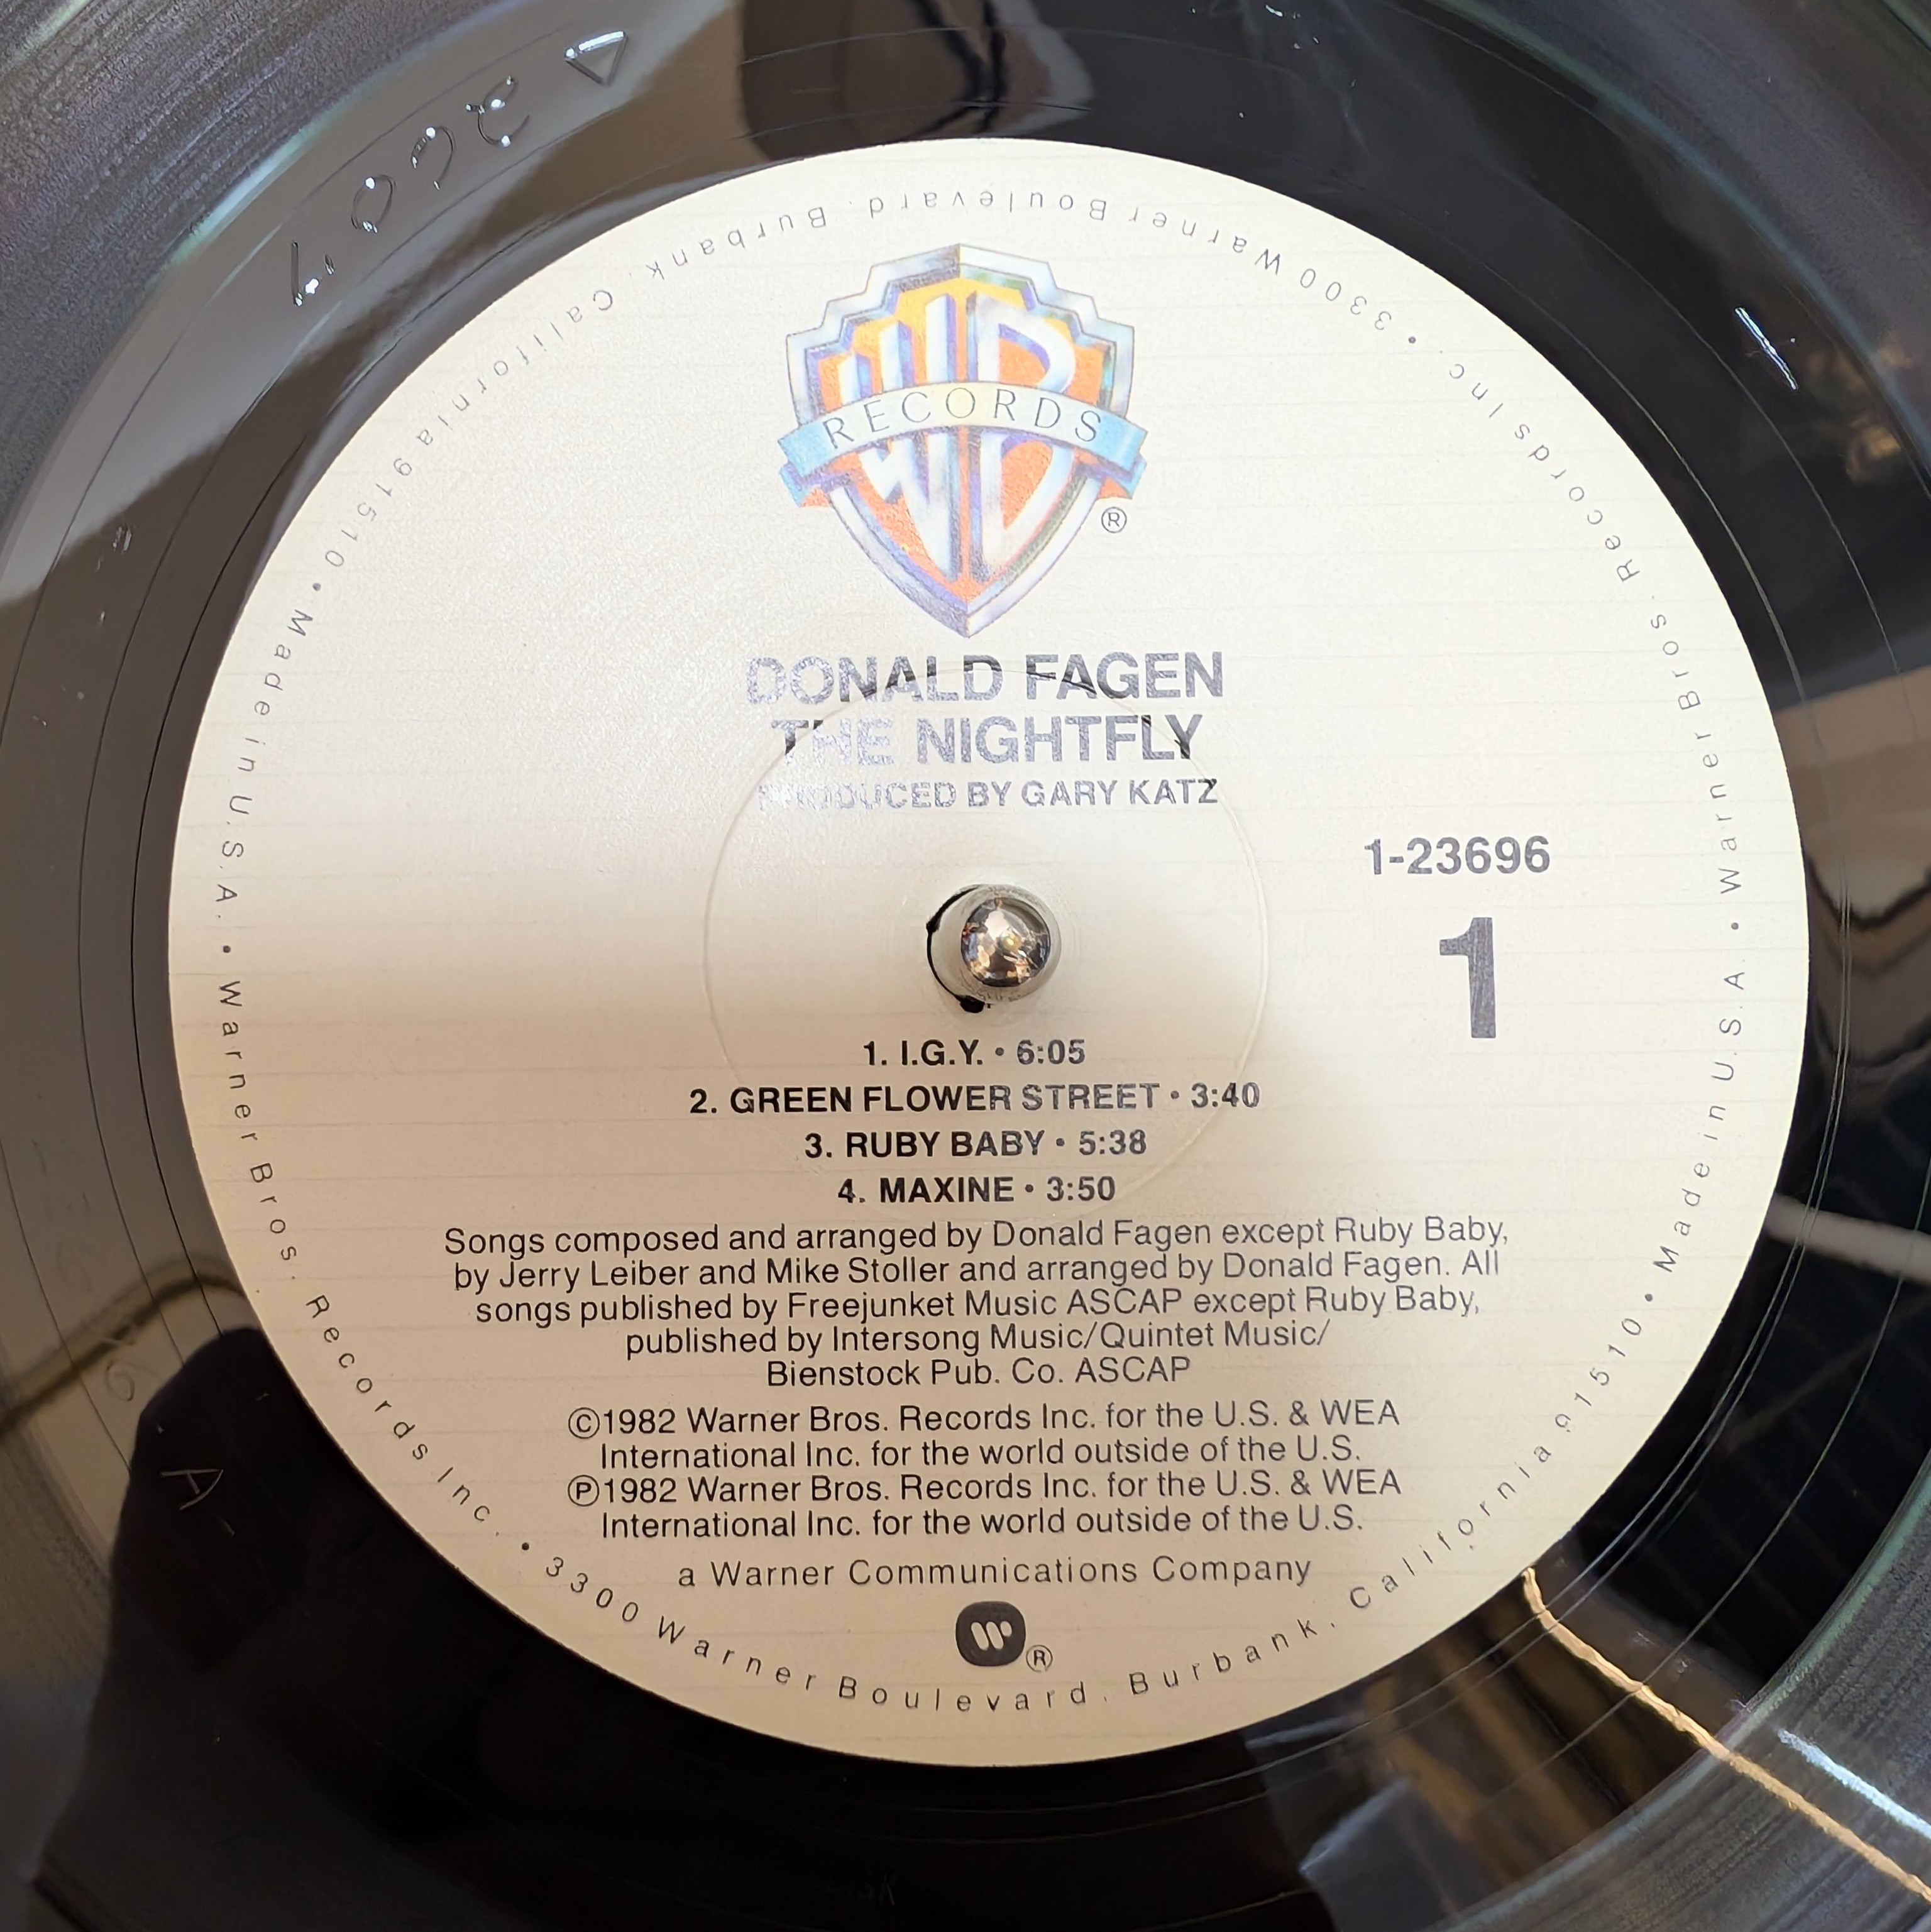 WB
RECORDS
®
DONALD FAGEN
THE NIGHTFLY
PRODUCED BY GARY KATZ
1-23696
1
1. I.G.Y. • 6:05
2. GREEN FLOWER STREET • 3:40
3. RUBY BABY • 5:38
4. MAXINE • 3:50
Songs composed and arranged by Donald Fagen except Ruby Baby,
by Jerry Leiber and Mike Stoller and arranged by Donald Fagen. All
songs published by Freejunket Music ASCAP except Ruby Baby,
published by Intersong Music/Quintet Music/
Bienstock Pub. Co. ASCAP
©1982 Warner Bros. Records Inc. for the U.S. & WEA
International Inc. for the world outside of the U.S.
℗1982 Warner Bros. Records Inc. for the U.S. & WEA
International Inc. for the world outside of the U.S.
a Warner Communications Company
W®
Made in U.S.A. • Warner Bros. Records Inc. • 3300 Warner Boulevard, Burbank, California 91510 • Made in U.S.A. • Warner Bros. Records Inc. • 3300 Warner Boulevard, Burbank, California 91510 •